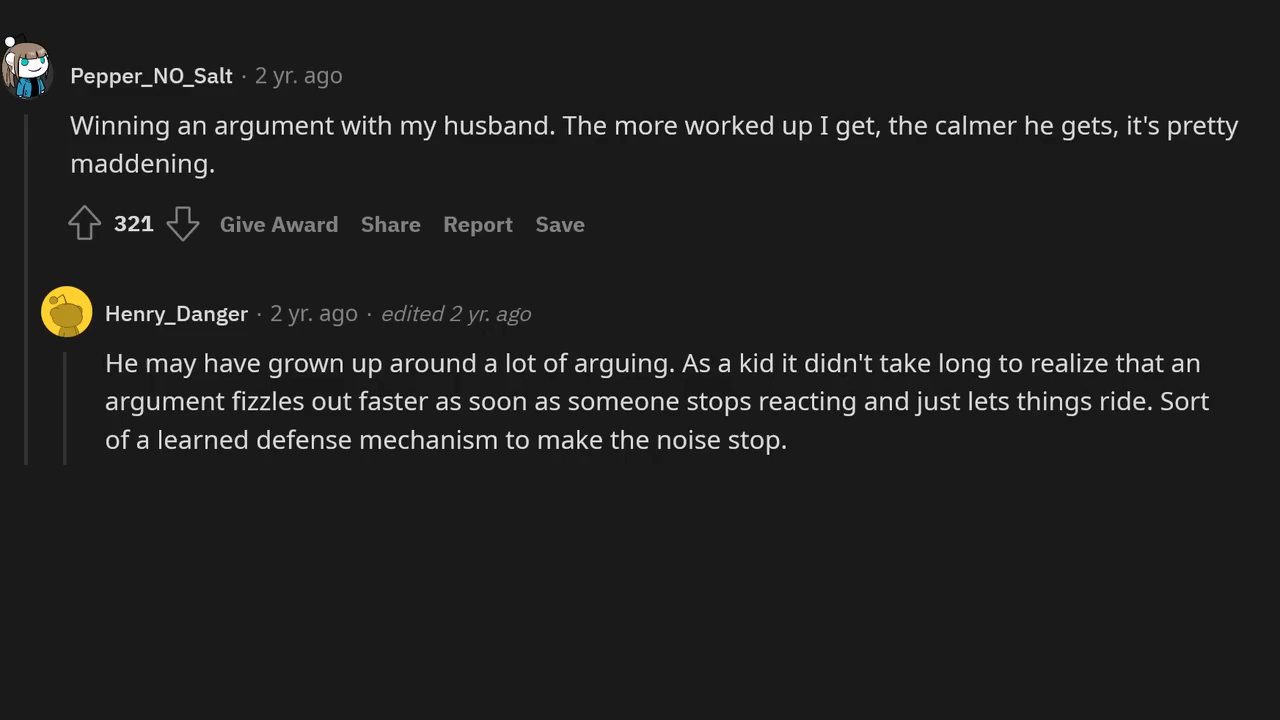 Pepper_NO_Salt · 2 yr. ago
Winning an argument with my husband. The more worked up I get, the calmer he gets, it's pretty
maddening.
321 Give Award Share Report Save
Henry_Danger · 2 yr. ago · edited 2 yr. ago
He may have grown up around a lot of arguing. As a kid it didn't take long to realize that an
argument fizzles out faster as soon as someone stops reacting and just lets things ride. Sort
of a learned defense mechanism to make the noise stop.